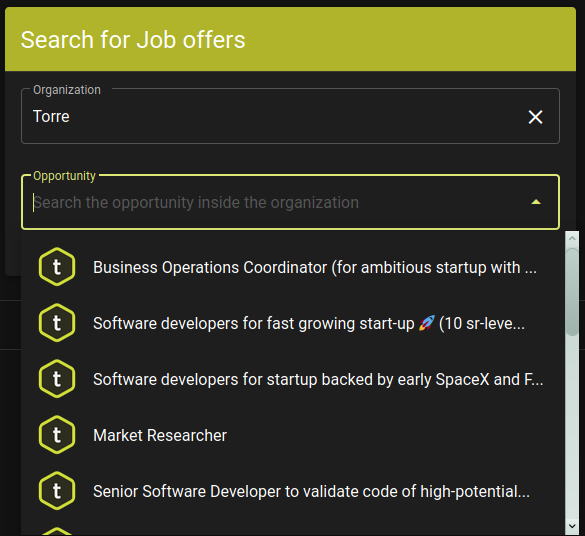 Search for Job offers
Organization
Torre
Opportunity
Search the opportunity inside the organization
t Business Operations Coordinator (for ambitious startup with ...
t Software developers for fast growing start-up 🚀 (10 sr-leve...
t Software developers for startup backed by early SpaceX and F...
t Market Researcher
t Senior Software Developer to validate code of high-potential...